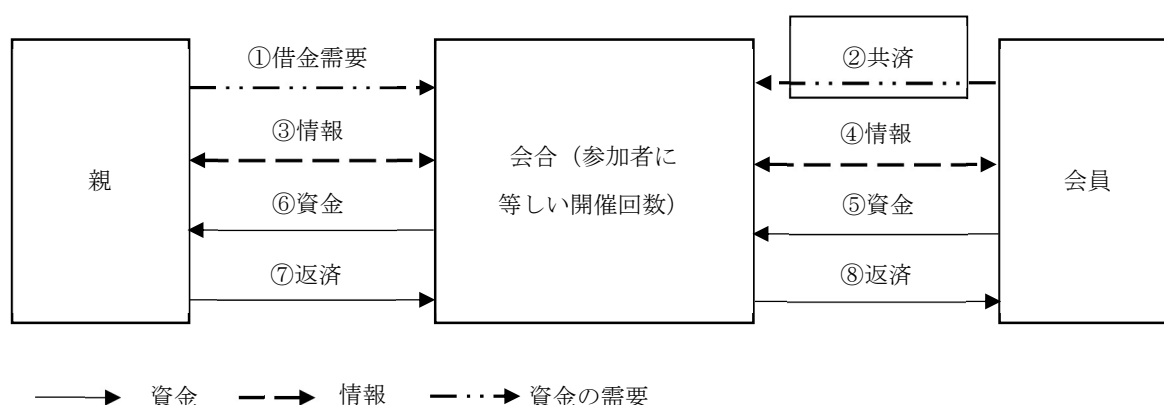 ①借金需要
②共済
③情報
④情報
親
会合（参加者に
等しい開催回数）
会員
⑥資金
⑤資金
⑦返済
⑧返済
資金
情報
資金の需要